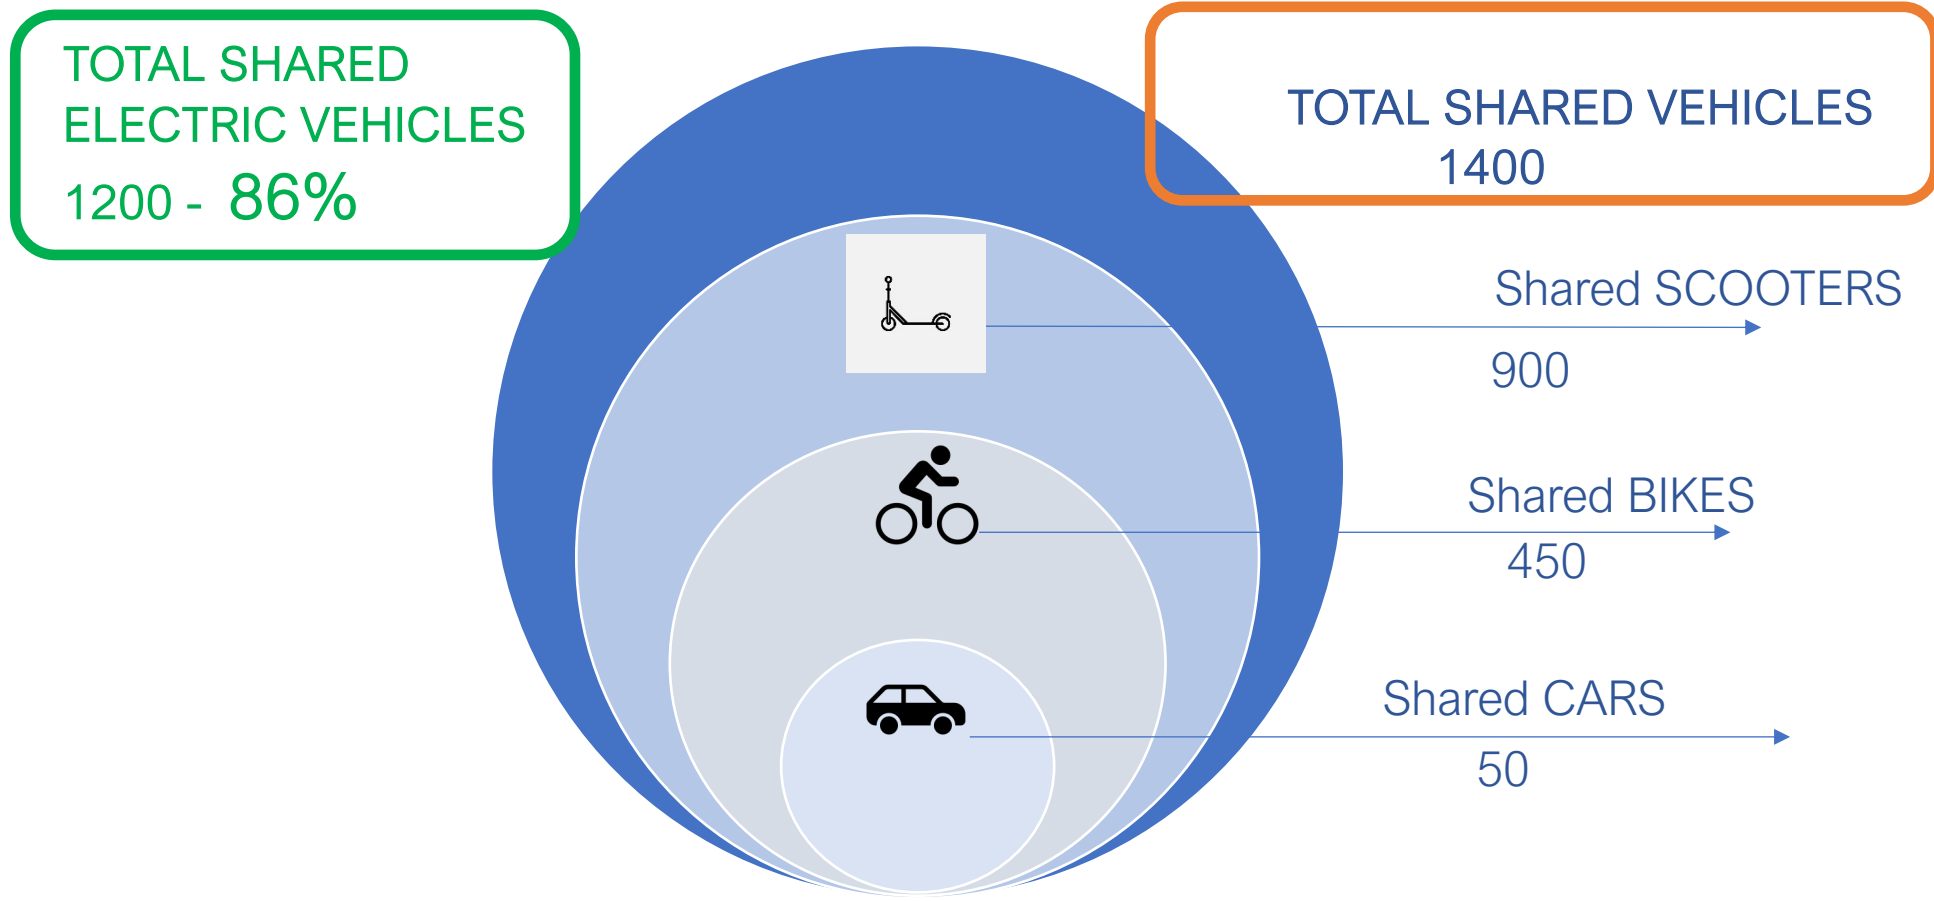 TOTAL SHARED
ELECTRIC VEHICLES
1200 - 86%
TOTAL SHARED VEHICLES
1400
Shared SCOOTERS
900
Shared BIKES
450
Shared CARS
50